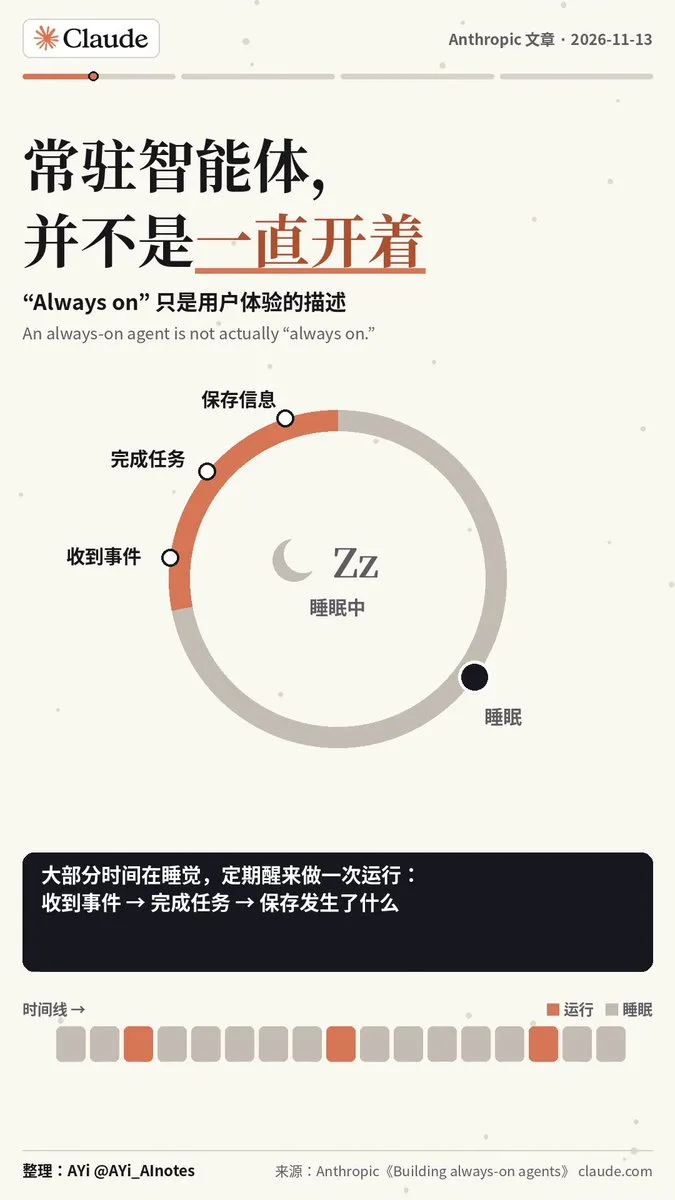 Claude
Anthropic 文章 · 2026-11-13
常驻智能体,
并不是一直开着
“Always on” 只是用户体验的描述
An always-on agent is not actually “always on.”
保存信息
完成任务
收到事件
Zz
睡眠中
睡眠
大部分时间在睡觉，定期醒来做一次运行：
收到事件 → 完成任务 → 保存发生了什么
时间线 →
运行 睡眠
整理：AYi @AYi_AInotes
来源：Anthropic《Building always-on agents》 claude.com